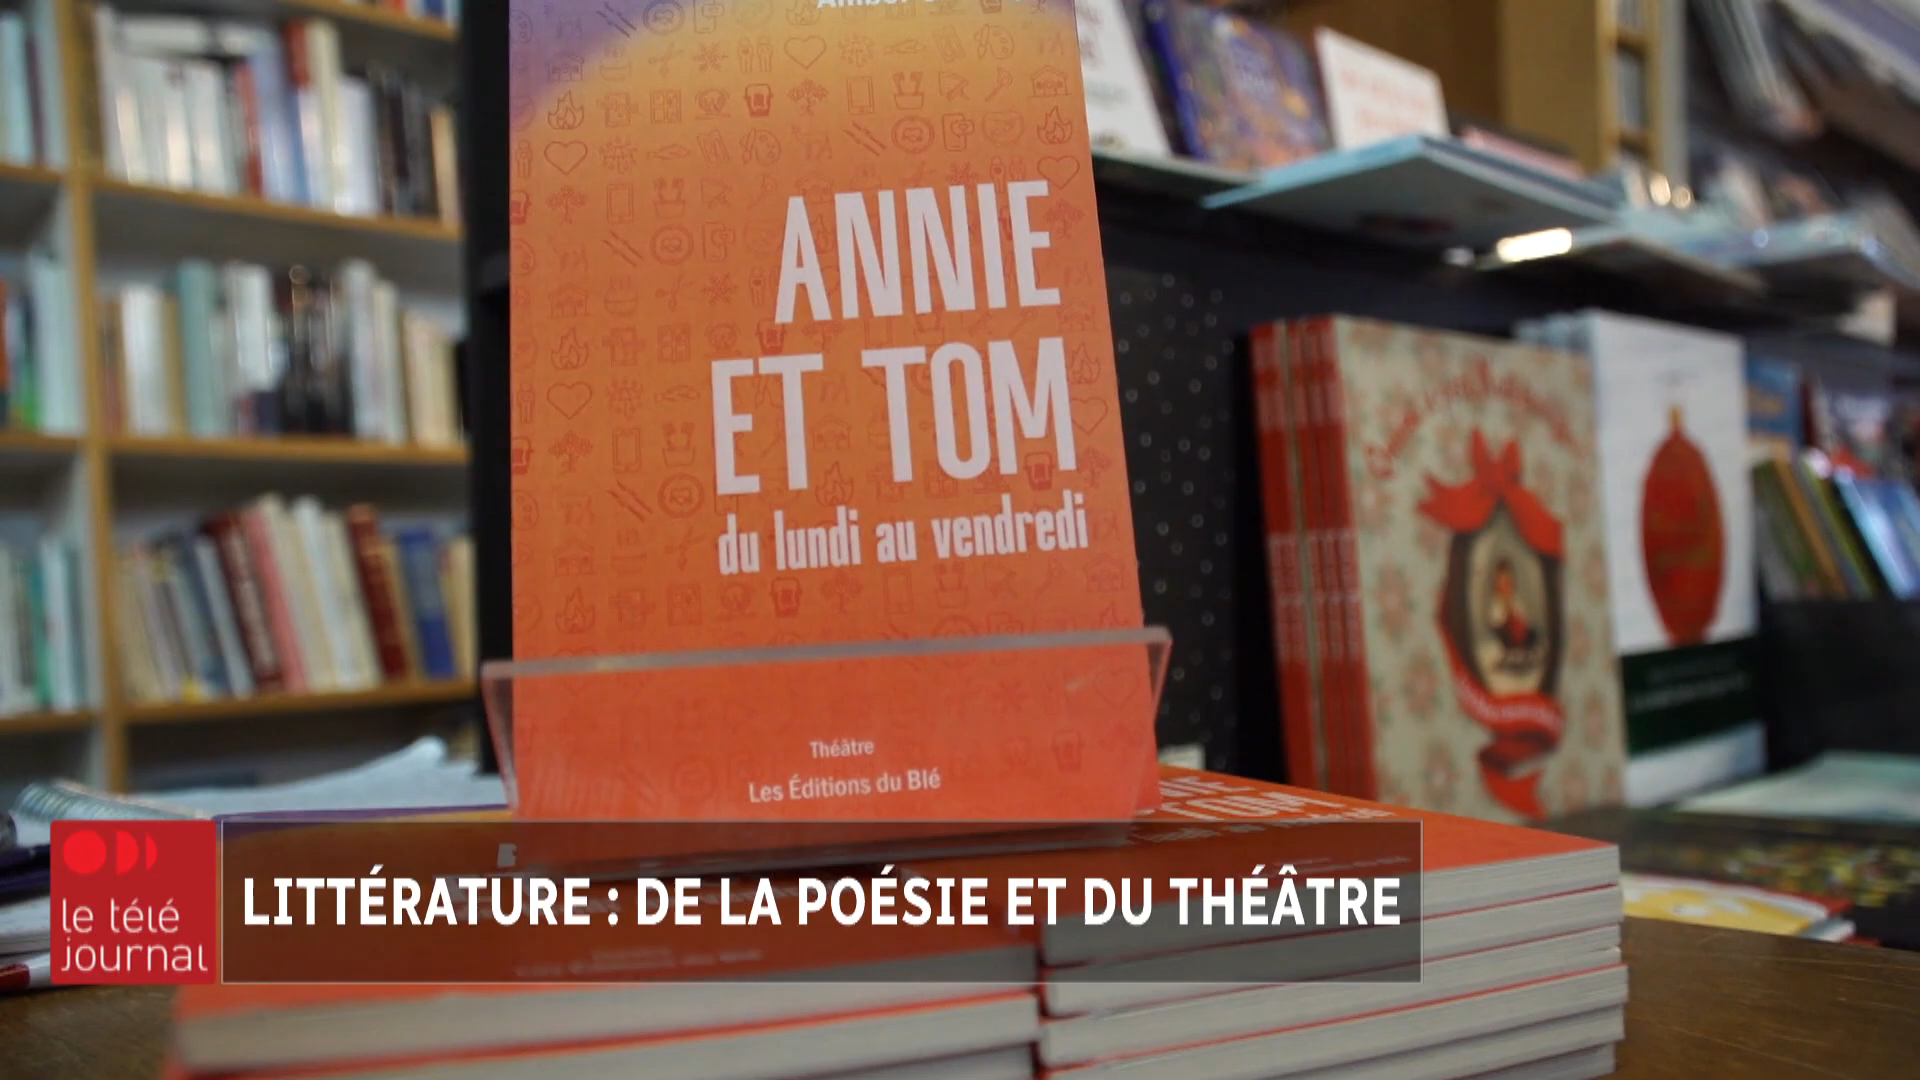 ANNIE
ET TOM
du lundi au vendredi
Théâtre
Les Éditions du Blé
le télé
journal
LITTÉRATURE : DE LA POÉSIE ET DU THÉÂTRE